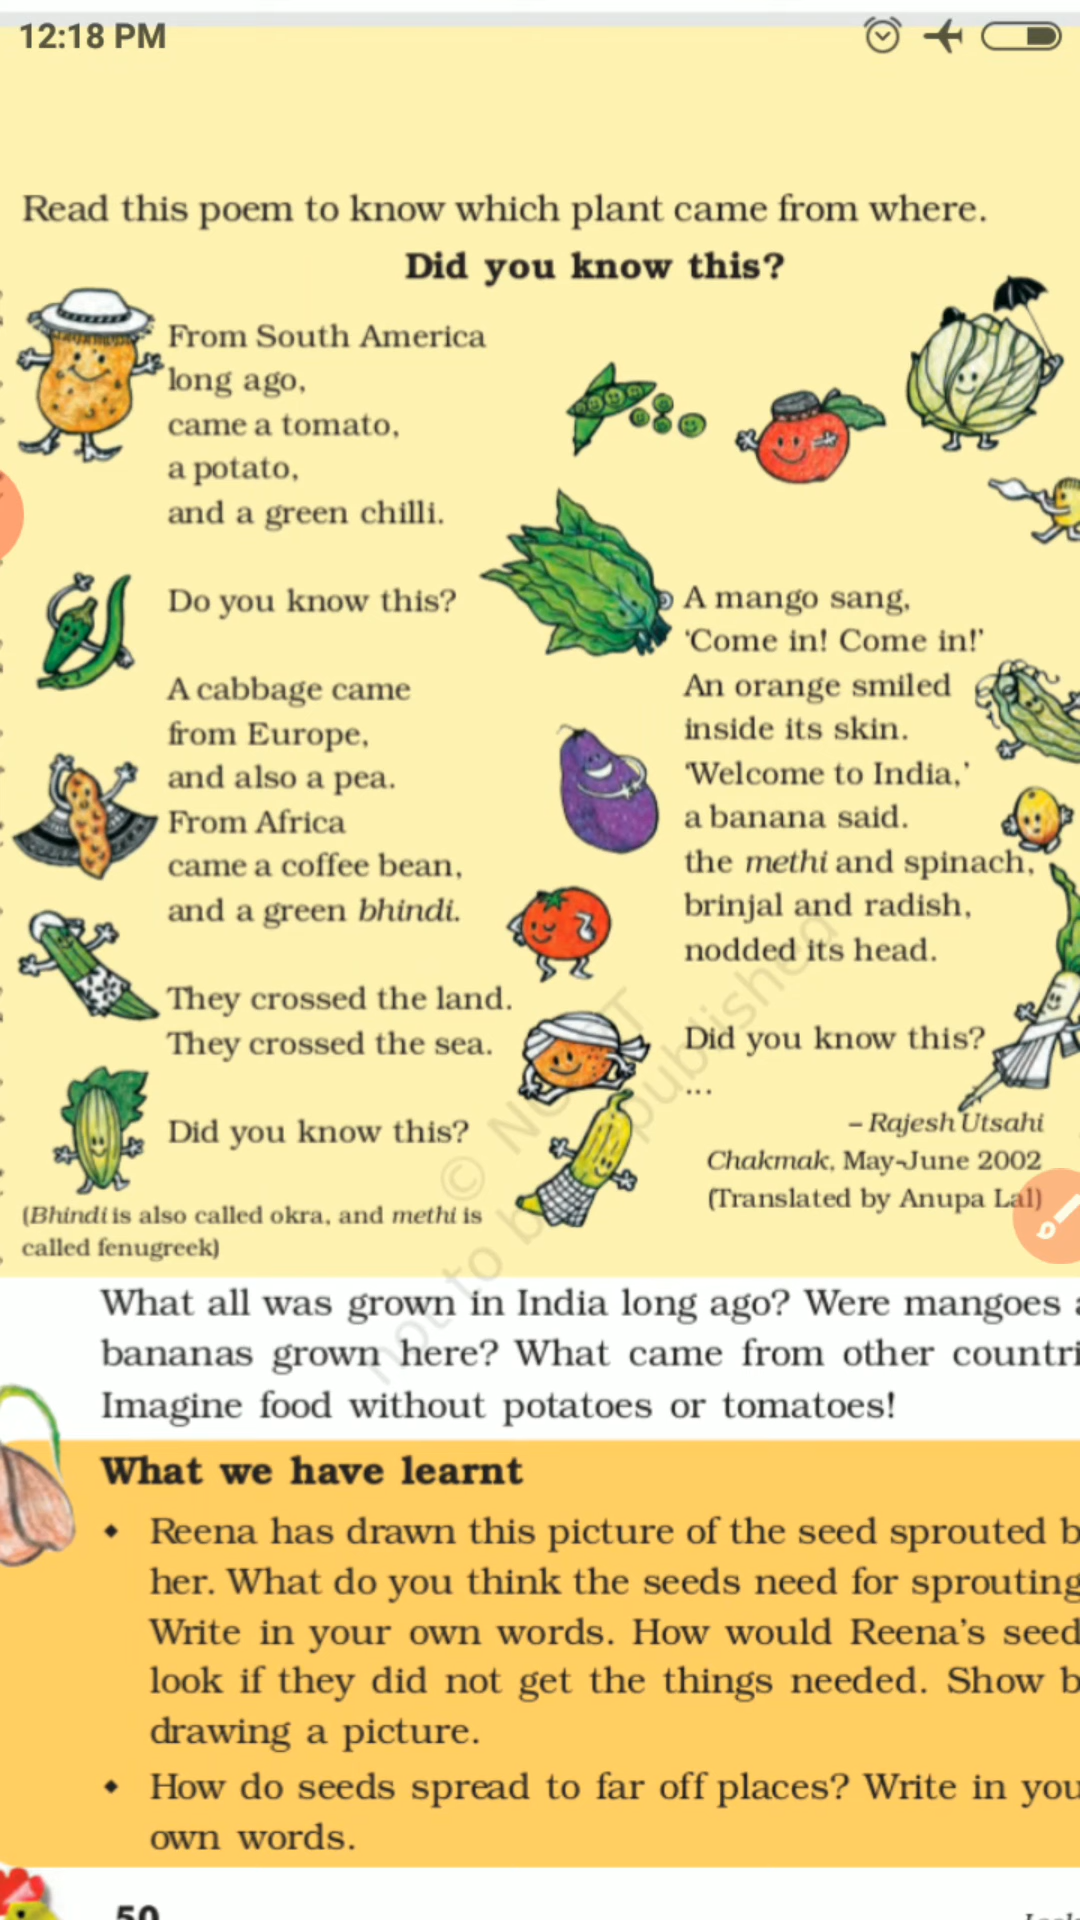 12:18 PM
Read this poem to know which plant came from where.
Did you know this?
From South America
long ago,
came a tomato,
a potato,
and a green chilli.
Do you know this?
A cabbage came
from Europe,
and also a pea.
From Africa
came a coffee bean,
and a green bhindi.
They crossed the land.
They crossed the sea.
Did you know this?
(Bhindi is also called okra, and methi is
called fenugreek)
A mango sang,
‘Come in! Come in!’
An orange smiled
inside its skin.
‘Welcome to India,’
a banana said.
the methi and spinach,
brinjal and radish,
nodded its head.
Did you know this?
...
– Rajesh Utsahi
Chakmak, May-June 2002
(Translated by Anupa Lal)
not to be published
What all was grown in India long ago? Were mangoes
bananas grown here? What came from other countri
Imagine food without potatoes or tomatoes!
What we have learnt
• Reena has drawn this picture of the seed sprouted b
her. What do you think the seeds need for sprouting
Write in your own words. How would Reena’s seed
look if they did not get the things needed. Show b
drawing a picture.
• How do seeds spread to far off places? Write in you
own words.
50